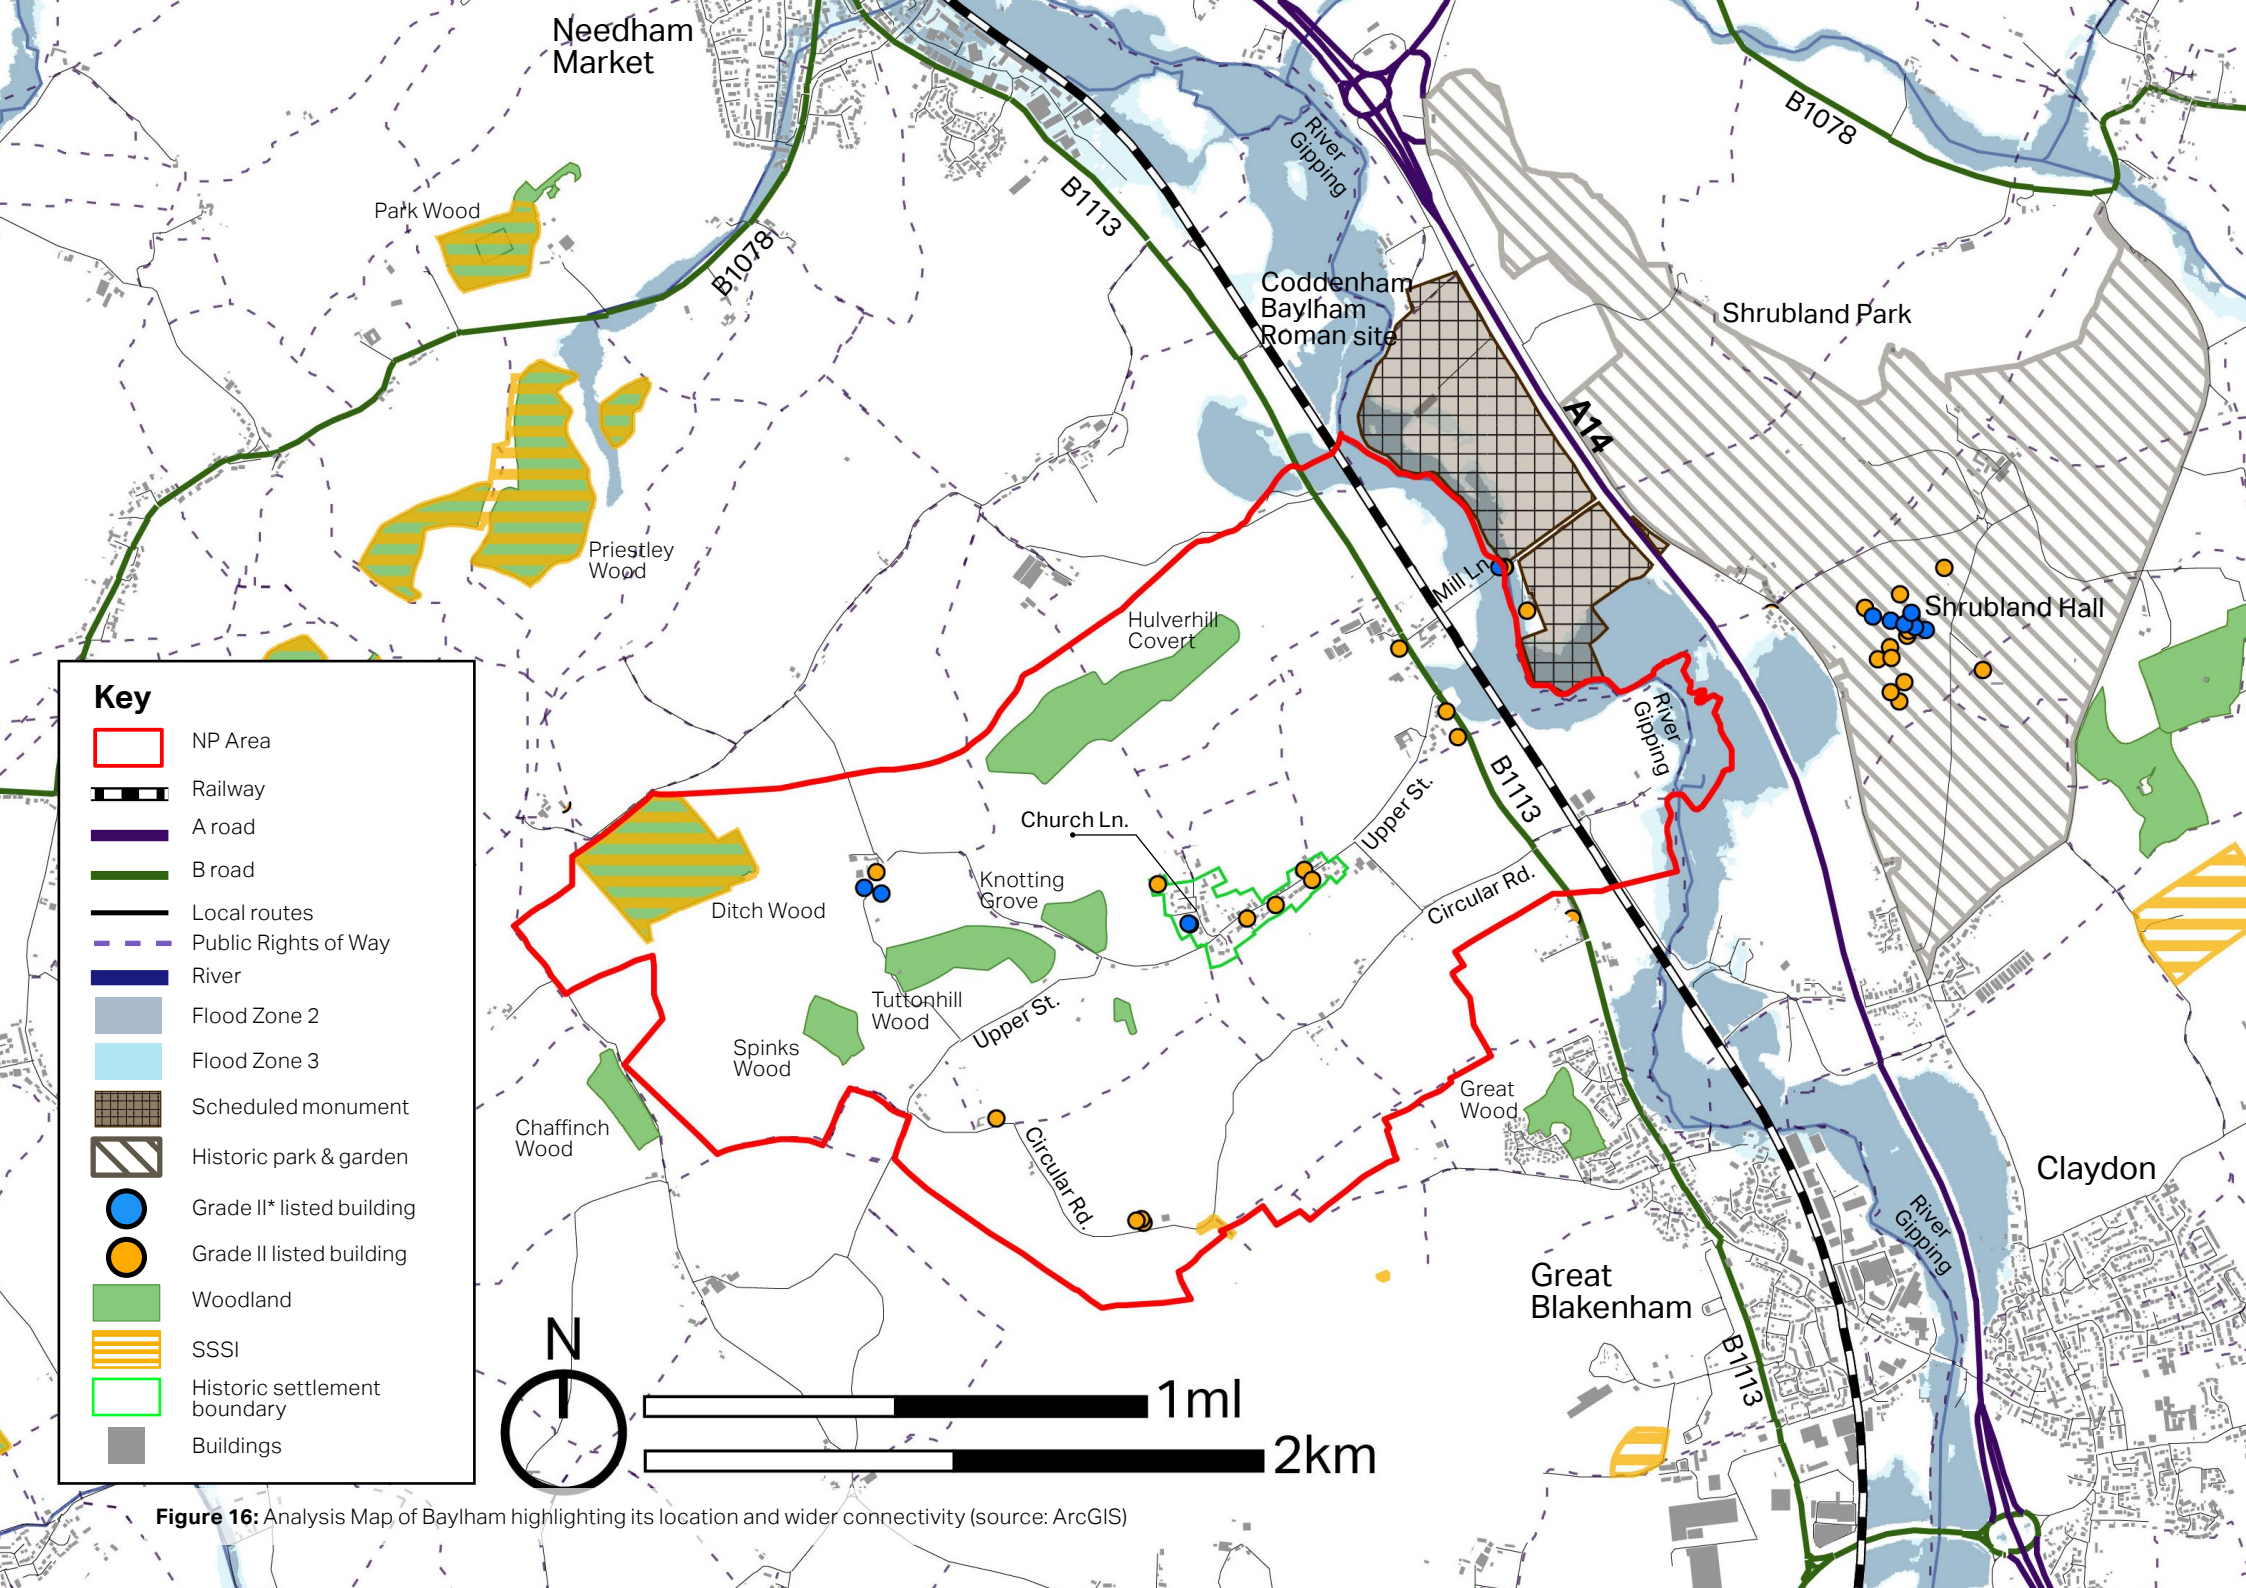 Needham
Market
B1078
River
Gipping
Park Wood
B1113
B1078
Coddenham
Baylham
Roman site
Shrubland Park
A14
Priestley
Wood
Mill Ln.
Hulverhill
Covert
Shrubland Hall
River
Gipping
B1113
Upper St.
Church Ln.
Knotting
Grove
Circular Rd.
Ditch Wood
Tuttonhill
Wood
Upper St.
Spinks
Wood
Great
Wood
Chaffinch
Wood
Circular Rd.
Claydon
River
Gipping
Great
Blakenham
B1113
Key
NP Area
Railway
A road
B road
Local routes
Public Rights of Way
River
Flood Zone 2
Flood Zone 3
Scheduled monument
Historic park & garden
Grade II* listed building
Grade II listed building
Woodland
SSSI
Historic settlement
boundary
Buildings
N
1ml
2km
Figure 16: Analysis Map of Baylham highlighting its location and wider connectivity (source: ArcGIS)